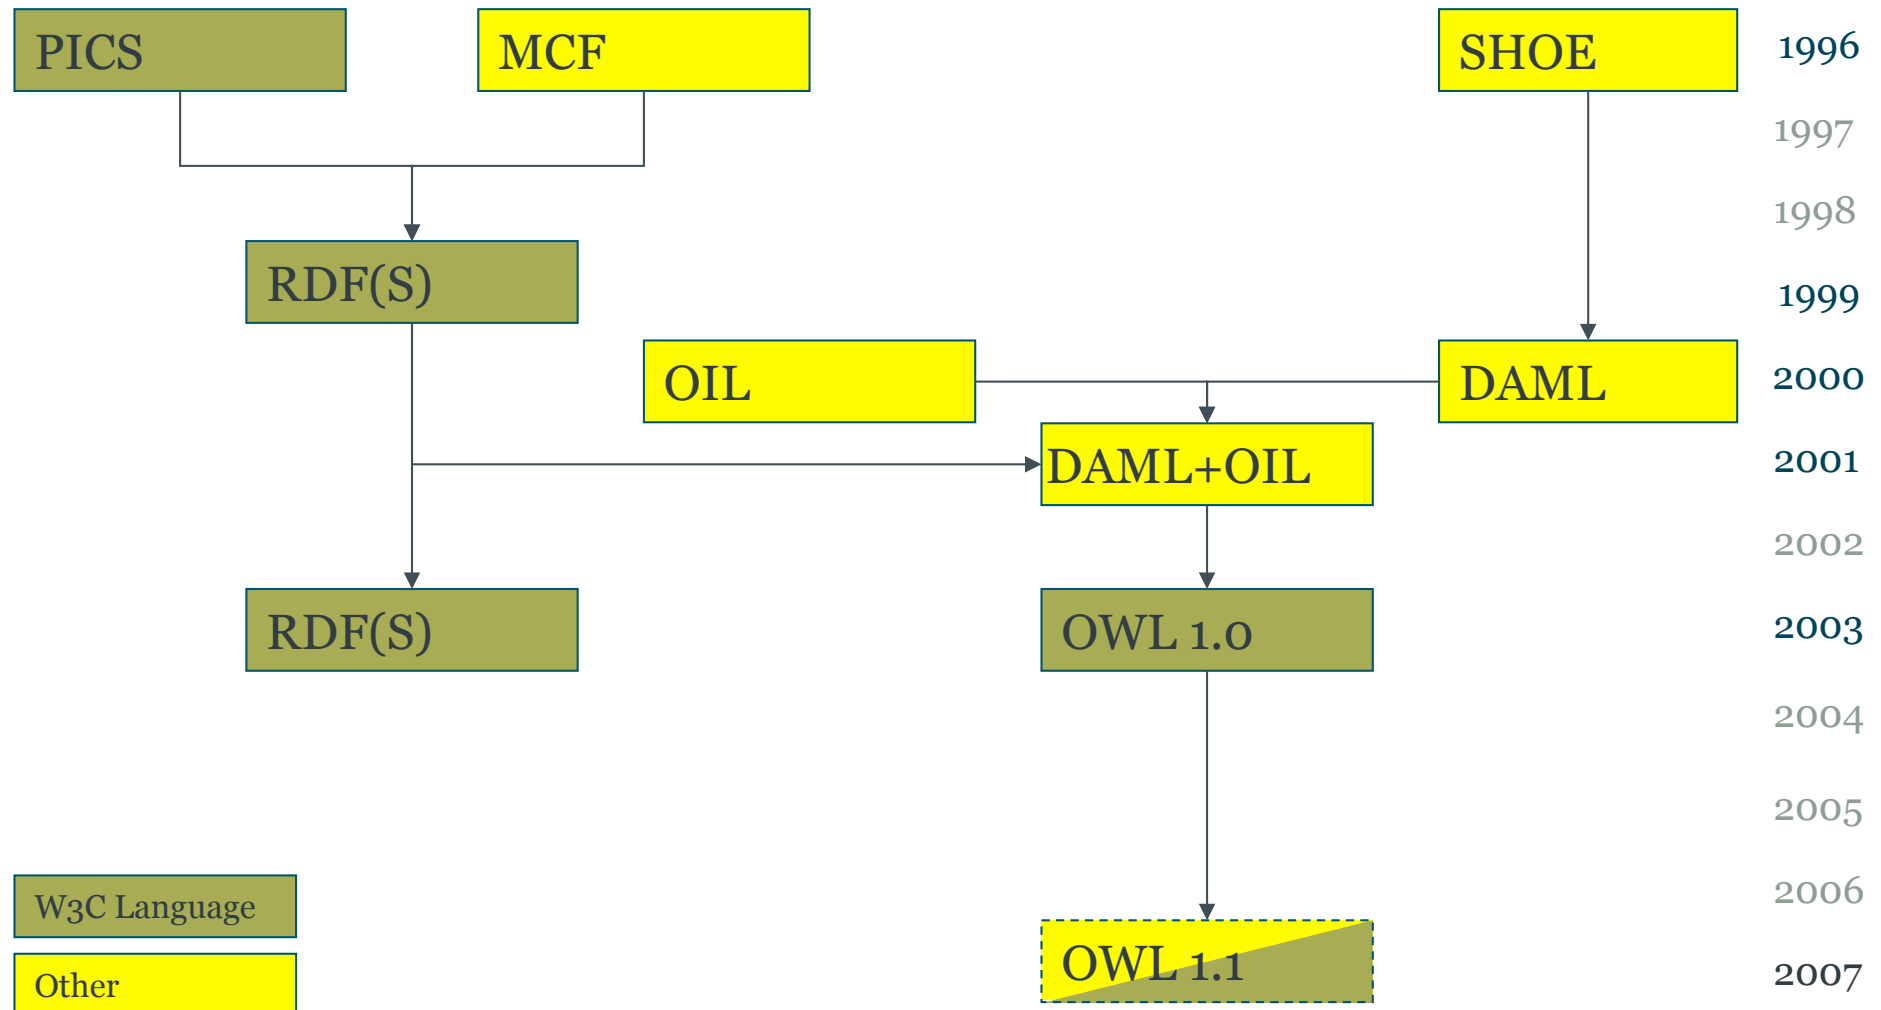 PICS
MCF
SHOE
1996
1997
1998
RDF(S)
1999
OIL
DAML
2000
DAML+OIL
2001
2002
RDF(S)
OWL 1.0
2003
2004
2005
W3C Language
2006
OWL 1.1
2007
Other